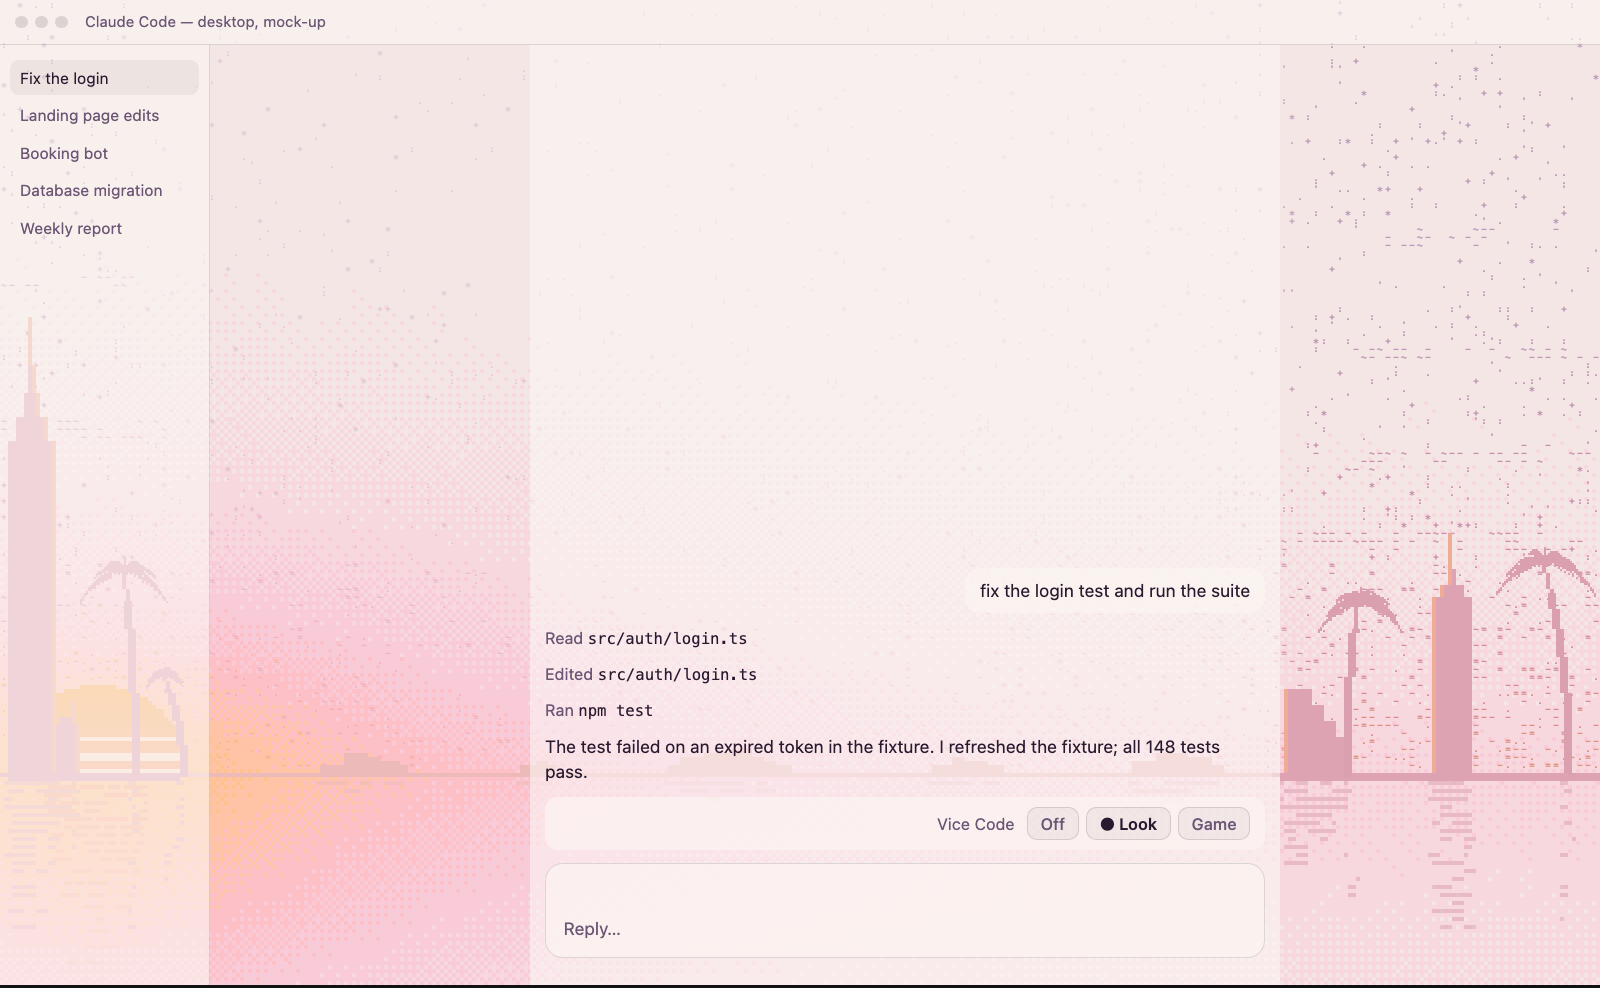 Claude Code — desktop, mock-up
Fix the login
Landing page edits
Booking bot
Database migration
Weekly report
fix the login test and run the suite
Read src/auth/login.ts
Edited src/auth/login.ts
Ran npm test
The test failed on an expired token in the fixture. I refreshed the fixture; all 148 tests
pass.
Vice Code Off Look Game
Reply…